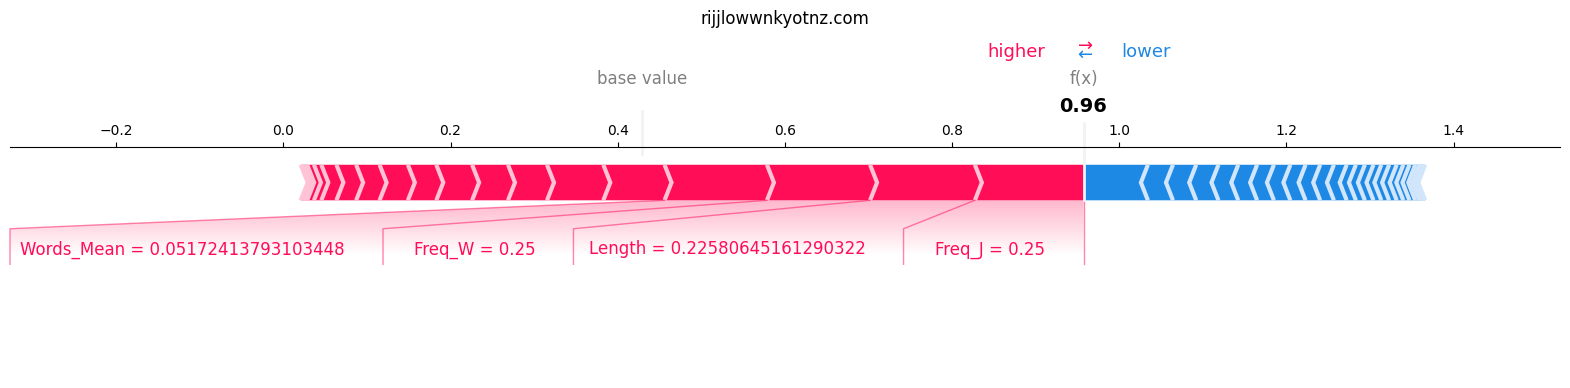 rijjlowwnkyotnz.com
higher ⇄ lower
base value f(x)
0.96
−0.2 0.0 0.2 0.4 0.6 0.8 1.0 1.2 1.4
Words_Mean = 0.05172413793103448 Freq_W = 0.25 Length = 0.22580645161290322 Freq_J = 0.25